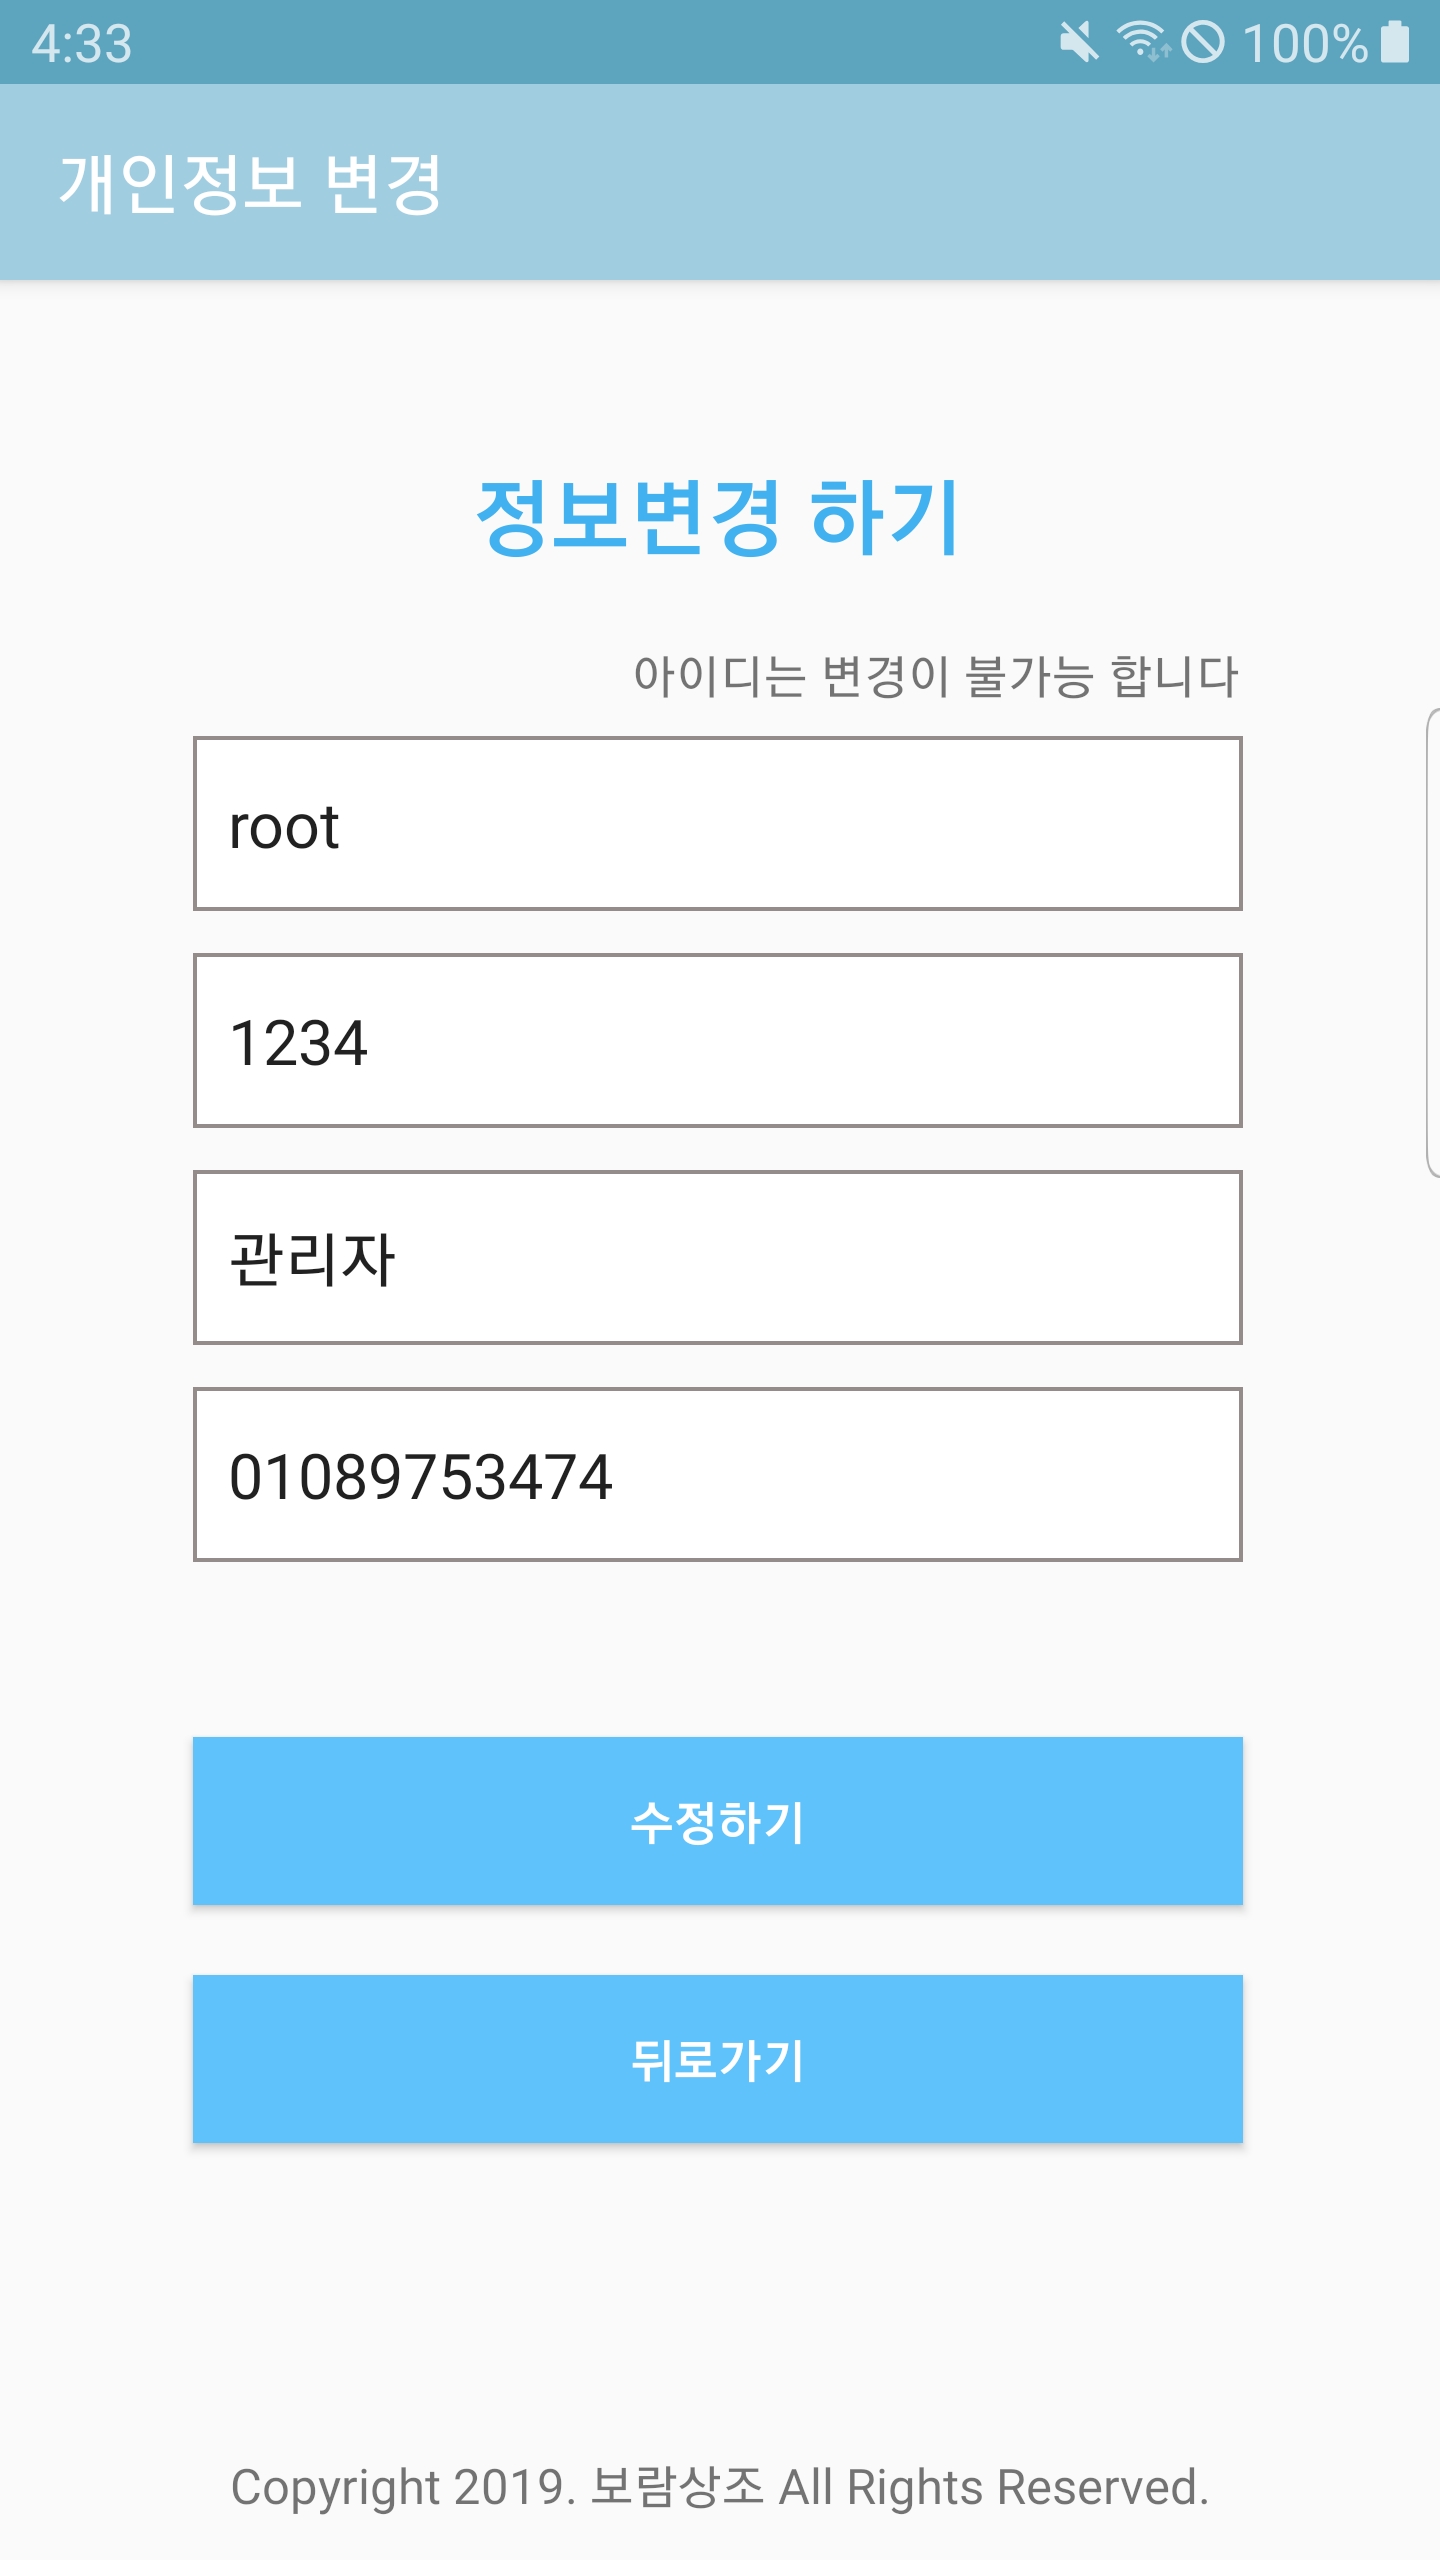 4:33 100%
개인정보 변경
정보변경 하기
아이디는 변경이 불가능 합니다
root
1234
관리자
01089753474
수정하기
뒤로가기
Copyright 2019. 보람상조 All Rights Reserved.